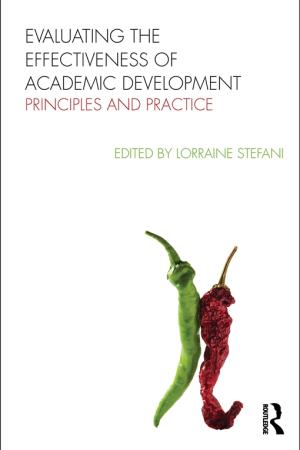 EVALUATING THE
EFFECTIVENESS OF
ACADEMIC DEVELOPMENT
PRINCIPLES AND PRACTICE
EDITED BY LORRAINE STEFANI
ROUTLEDGE